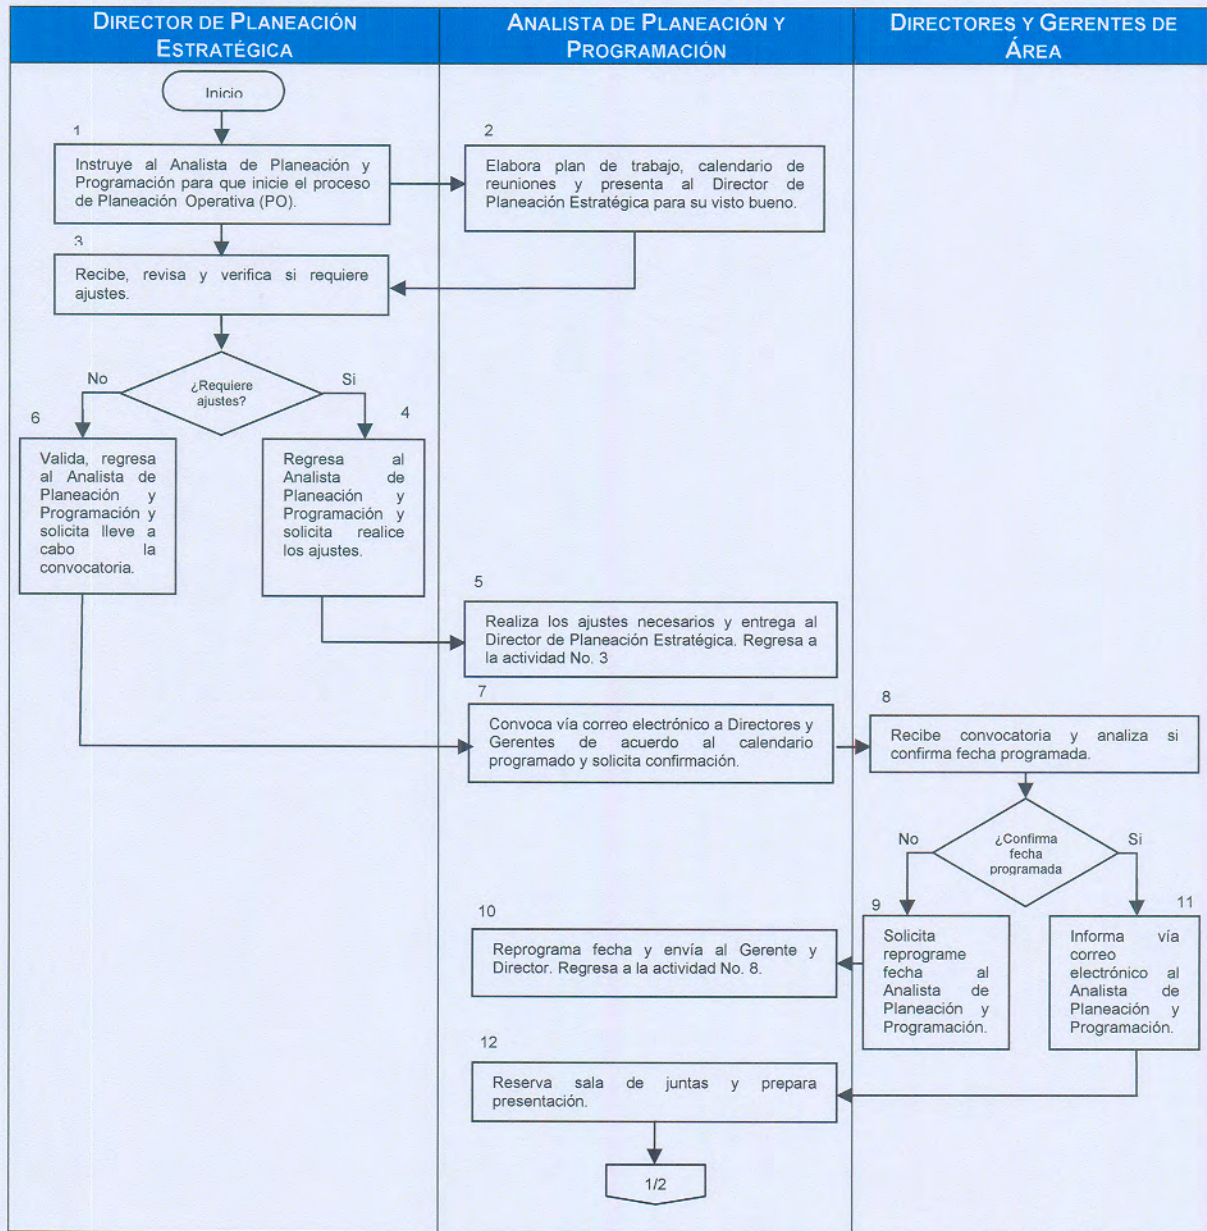 DIRECTOR DE PLANEACIÓN
ESTRATÉGICA
ANALISTA DE PLANEACIÓN Y
PROGRAMACIÓN
DIRECTORES Y GERENTES DE
ÁREA
Inicio
1
Instruye al Analista de Planeación y
Programación para que inicie el proceso
de Planeación Operativa (PO).
2
Elabora plan de trabajo, calendario de
reuniones y presenta al Director de
Planeación Estratégica para su visto bueno.
3
Recibe, revisa y verifica si requiere
ajustes.
¿Requiere
ajustes?
No
Si
6
Valida, regresa
al Analista de
Planeación y
Programación y
solicita lleve a
cabo la
convocatoria.
4
Regresa al
Analista de
Planeación y
Programación y
solicita realice
los ajustes.
5
Realiza los ajustes necesarios y entrega al
Director de Planeación Estratégica. Regresa a
la actividad No. 3
7
Convoca vía correo electrónico a Directores y
Gerentes de acuerdo al calendario
programado y solicita confirmación.
8
Recibe convocatoria y analiza si
confirma fecha programada.
¿Confirma
fecha
programada
No
Si
9
Solicita
reprograme
fecha al
Analista de
Planeación y
Programación.
10
Reprograma fecha y envía al Gerente y
Director. Regresa a la actividad No. 8.
11
Informa vía
correo
electrónico al
Analista de
Planeación y
Programación.
12
Reserva sala de juntas y prepara
presentación.
1/2